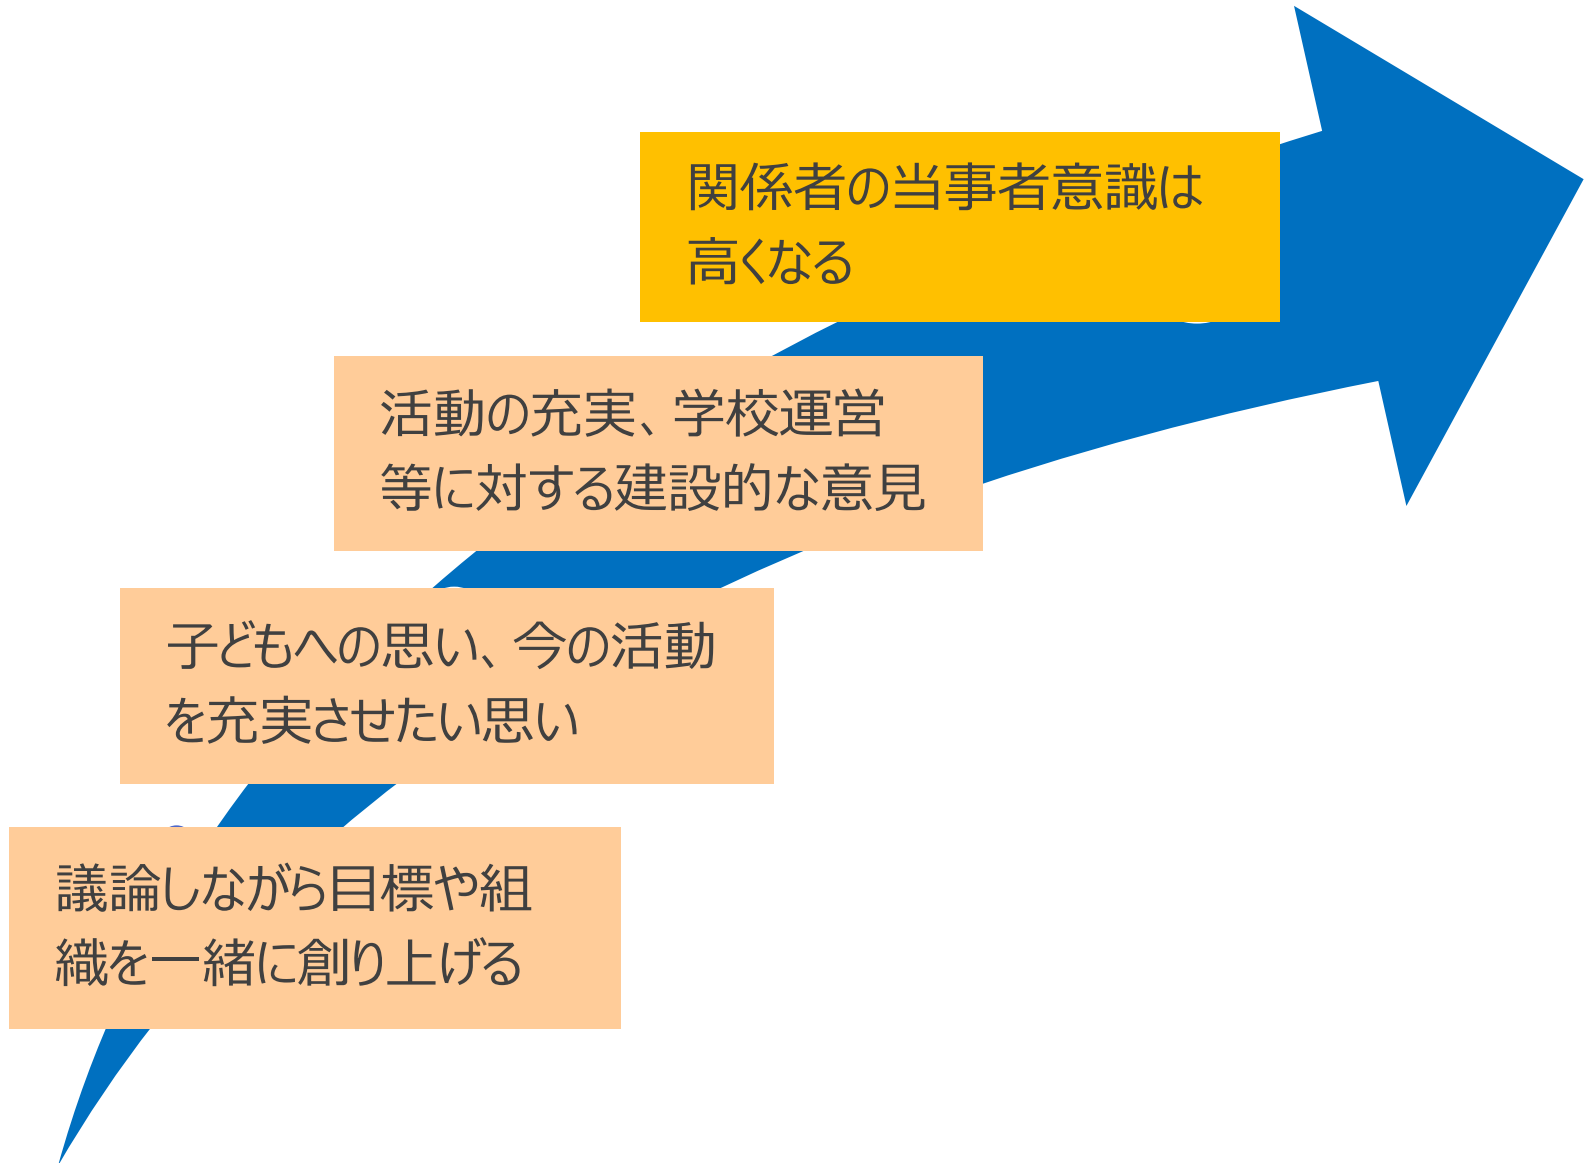 関係者の当事者意識は
高くなる
活動の充実、学校運営
等に対する建設的な意見
子どもへの思い、今の活動
を充実させたい思い
議論しながら目標や組
織を一緒に創り上げる